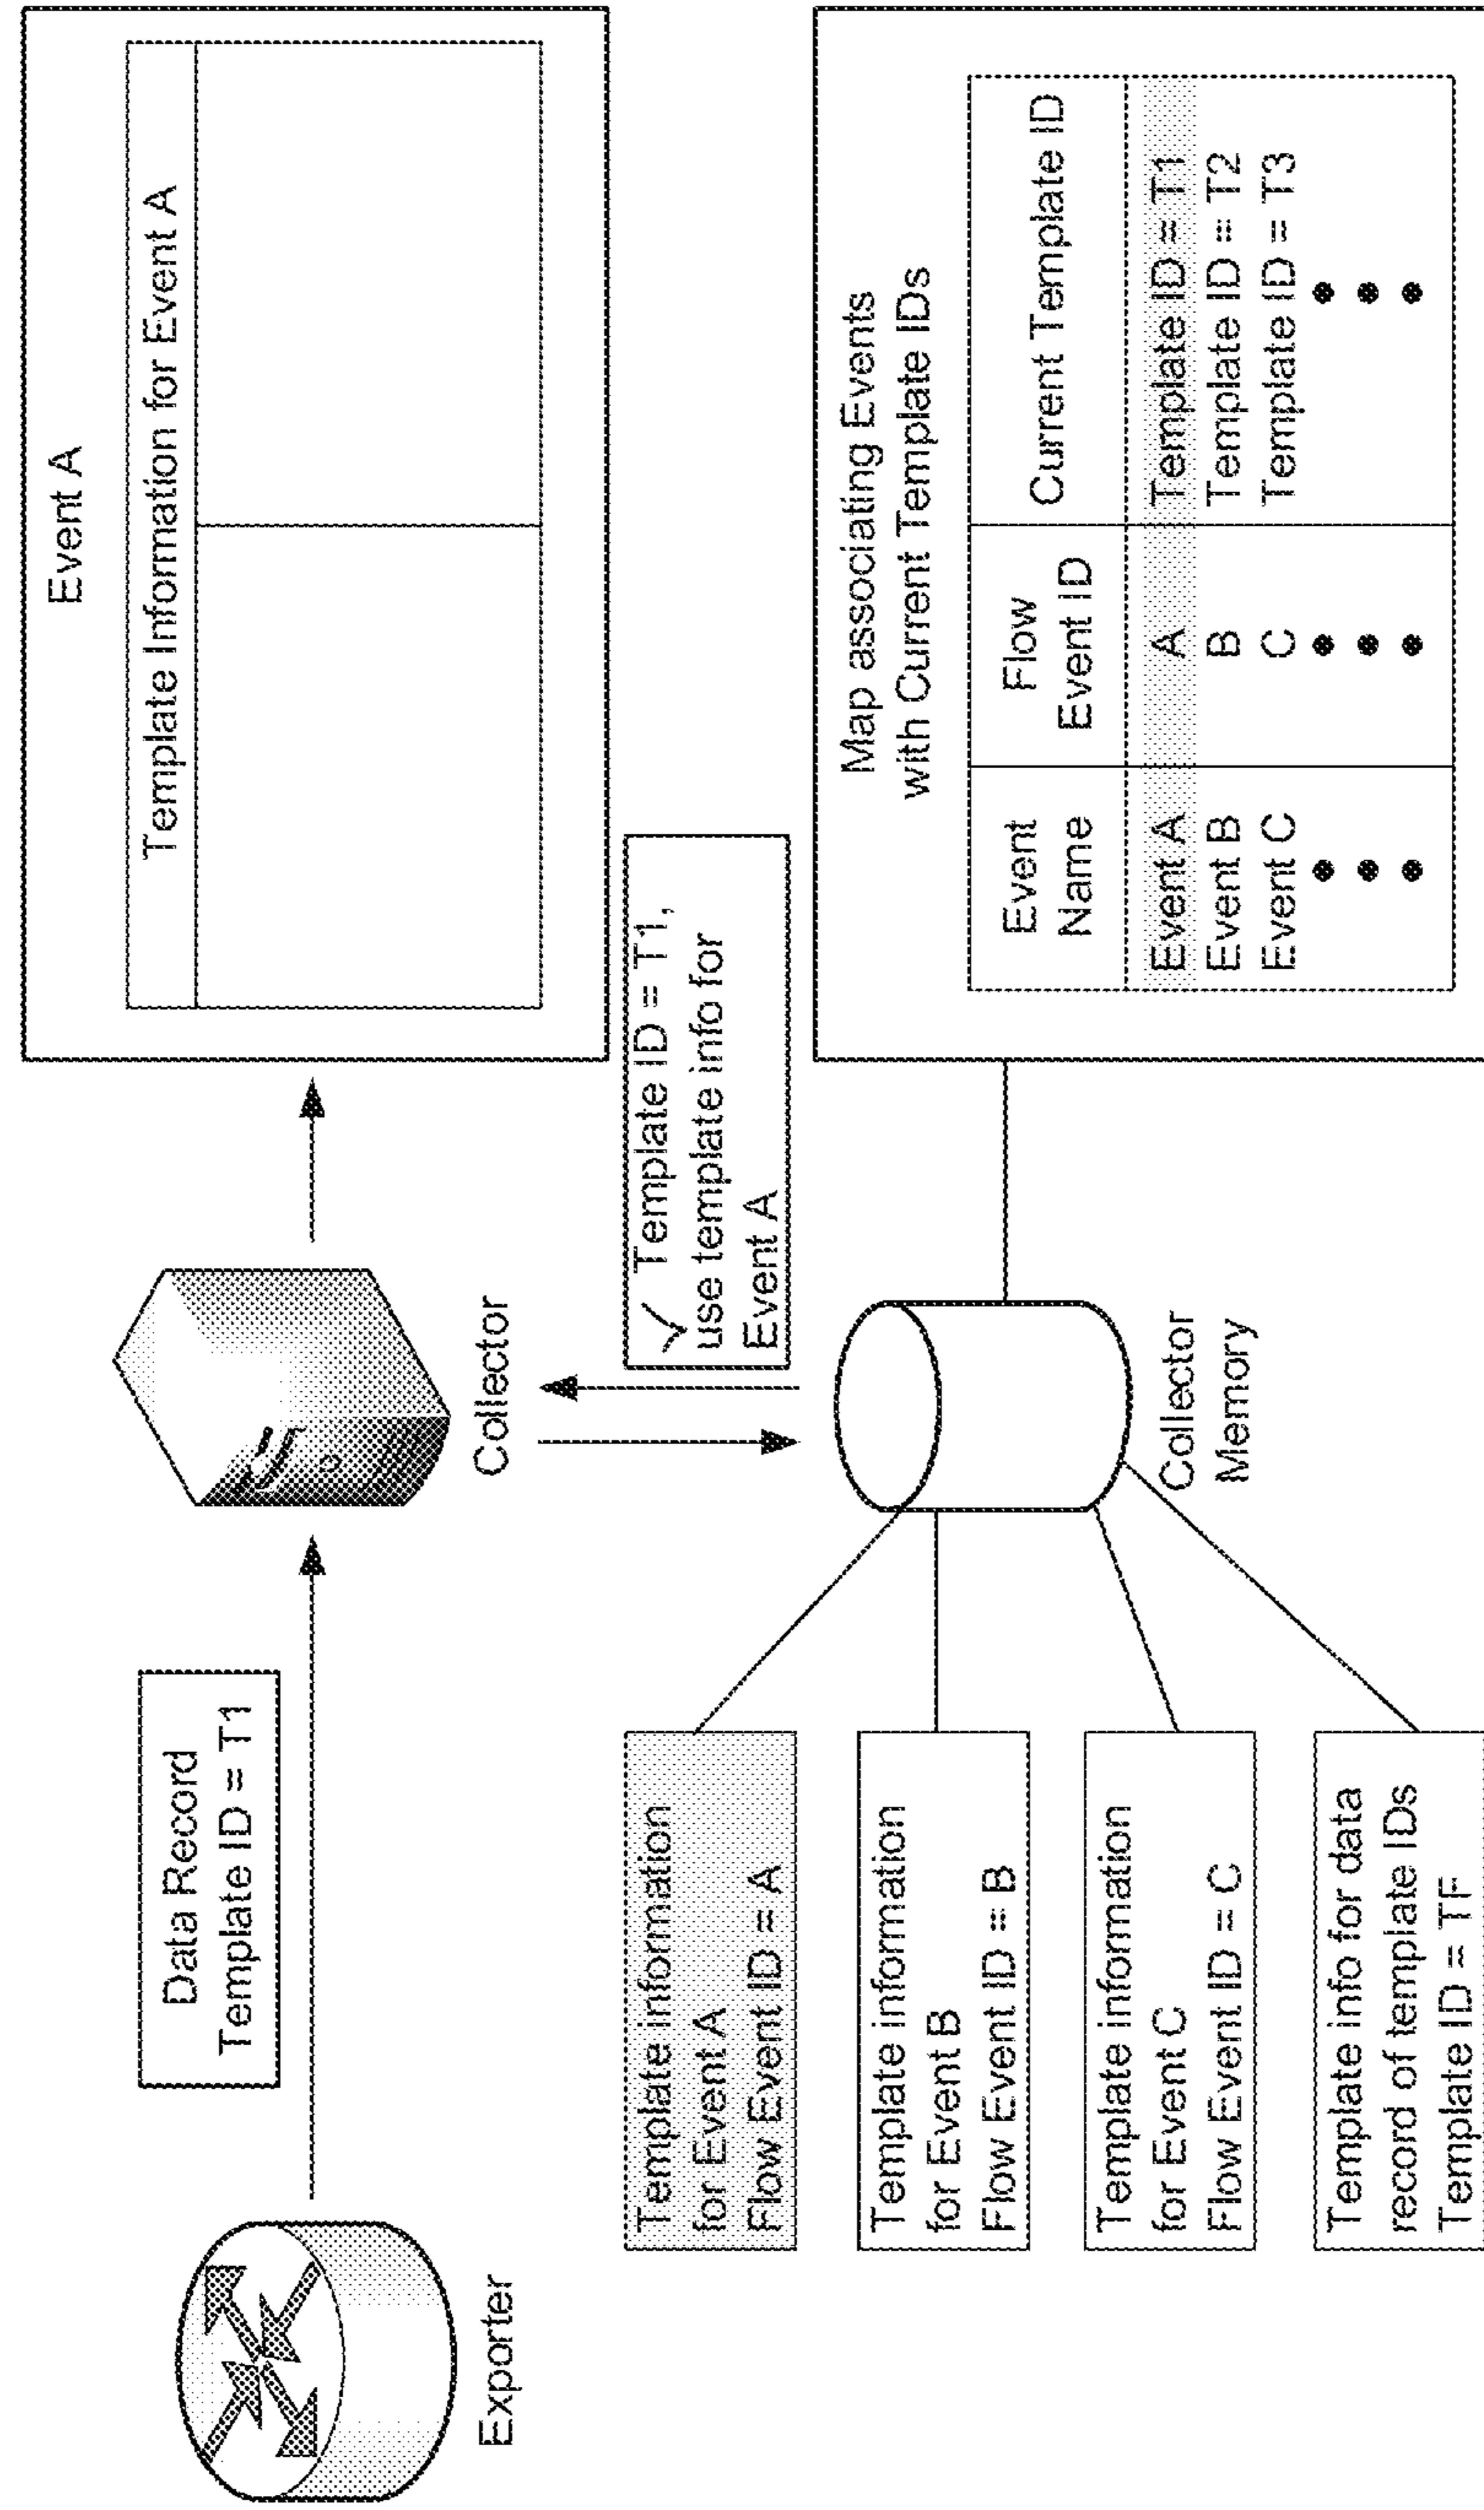 Data Record
Template ID = T1
Exporter
Collector
Event A
Template Information for Event A
✓ Template ID = T1,
use template info for
Event A
Template information
for Event A
Flow Event ID = A
Template information
for Event B
Flow Event ID = B
Template information
for Event C
Flow Event ID = C
Template info for data
record of template IDs
Template ID = TF
Collector
Memory
Map associating Events
with Current Template IDs
Event
Name
Flow
Event ID
Current Template ID
Event A A Template ID = T1
Event B B Template ID = T2
Event C C Template ID = T3